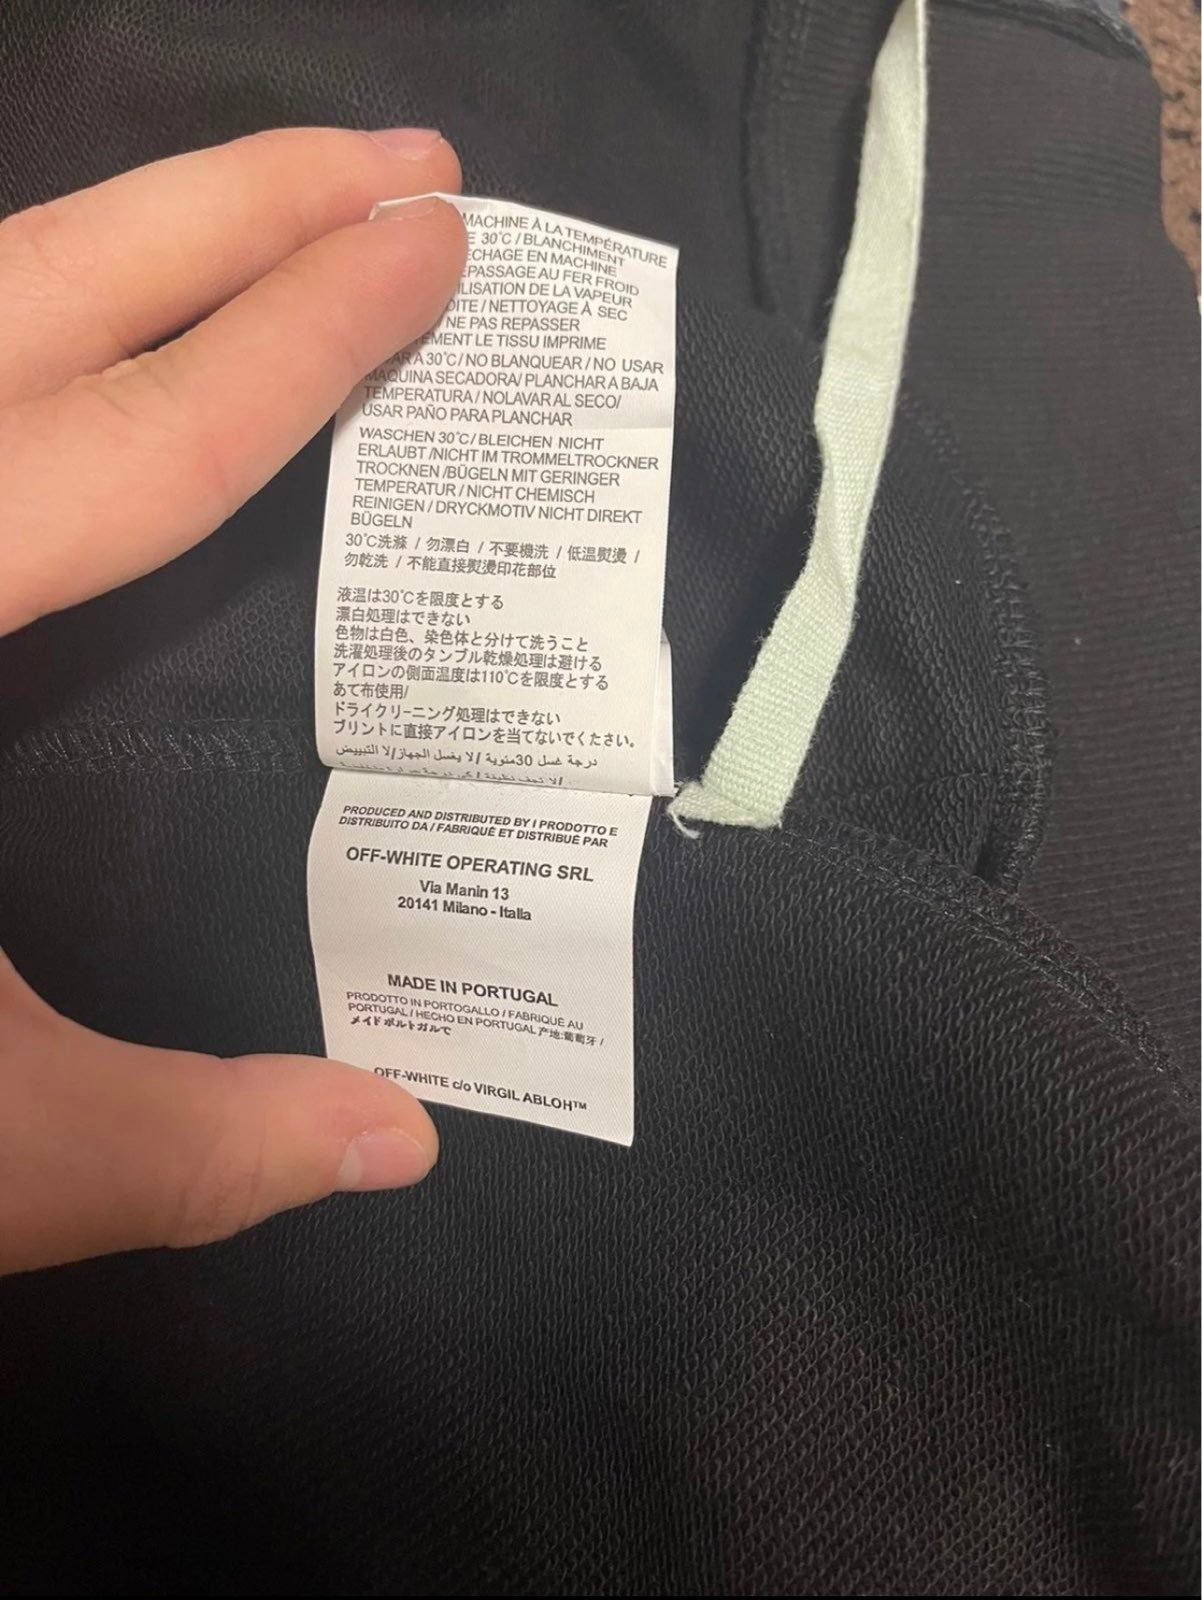 MACHINE À LA TEMPÉRATURE
30°C / BLANCHIMENT
EN MACHINE
AU FER FROID
DE LA VAPEUR
/ NETTOYAGE À SEC
/ NE PAS REPASSER
LE TISSU IMPRIME
A 30°C / NO BLANQUEAR / NO USAR
MAQUINA SECADORA/ PLANCHAR A BAJA
TEMPERATURA / NOLAVAR AL SECO/
USAR PAÑO PARA PLANCHAR
WASCHEN 30°C/ BLEICHEN NICHT
ERLAUBT /NICHT IM TROMMELTROCKNER
TROCKNEN /BÜGELN MIT GERINGER
TEMPERATUR / NICHT CHEMISCH
REINIGEN / DRYCKMOTIV NICHT DIREKT
BÜGELN
30°C洗滌 / 勿漂白 / 不要機洗 / 低温熨燙 /
勿乾洗 / 不能直接熨燙印花部位
液温は30℃を限度とする
漂白処理はできない
色物は白色、染色体と分けて洗うこと
洗濯処理後のタンブル乾燥処理は避ける
アイロンの側面温度は110℃を限度とする
あて布使用/
ドライクリーニング処理はできない
プリントに直接アイロンを当てないでください。
درجة غسل 30منوية / لا يغسل الجهاز/ لا التبييض
PRODUCED AND DISTRIBUTED BY I PRODOTTO E
DISTRIBUITO DA / FABRIQUÉ ET DISTRIBUÉ PAR
OFF-WHITE OPERATING SRL
Via Manin 13
20141 Milano - Italia
MADE IN PORTUGAL
PRODOTTO IN PORTOGALLO / FABRIQUÉ AU
PORTUGAL / HECHO EN PORTUGAL 产地:葡萄牙 /
メイドポルトガルで
OFF-WHITE c/o VIRGIL ABLOH™